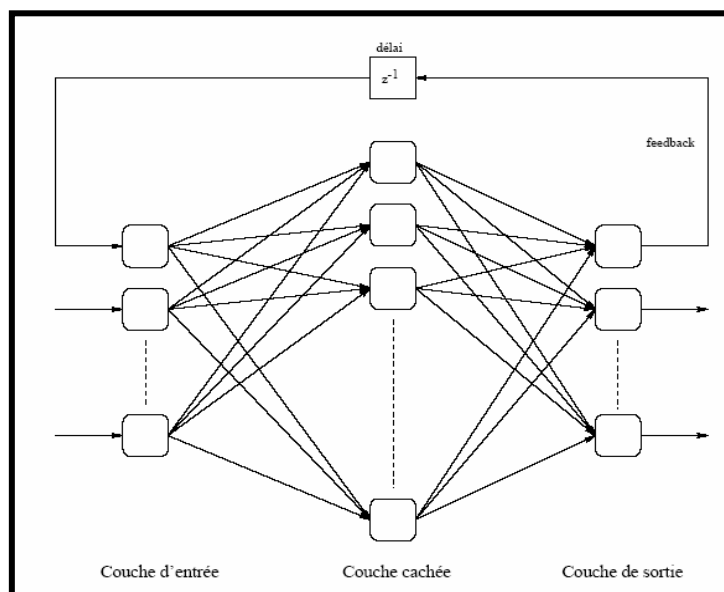 délai
z-1
feedback
Couche d'entrée
Couche cachée
Couche de sortie